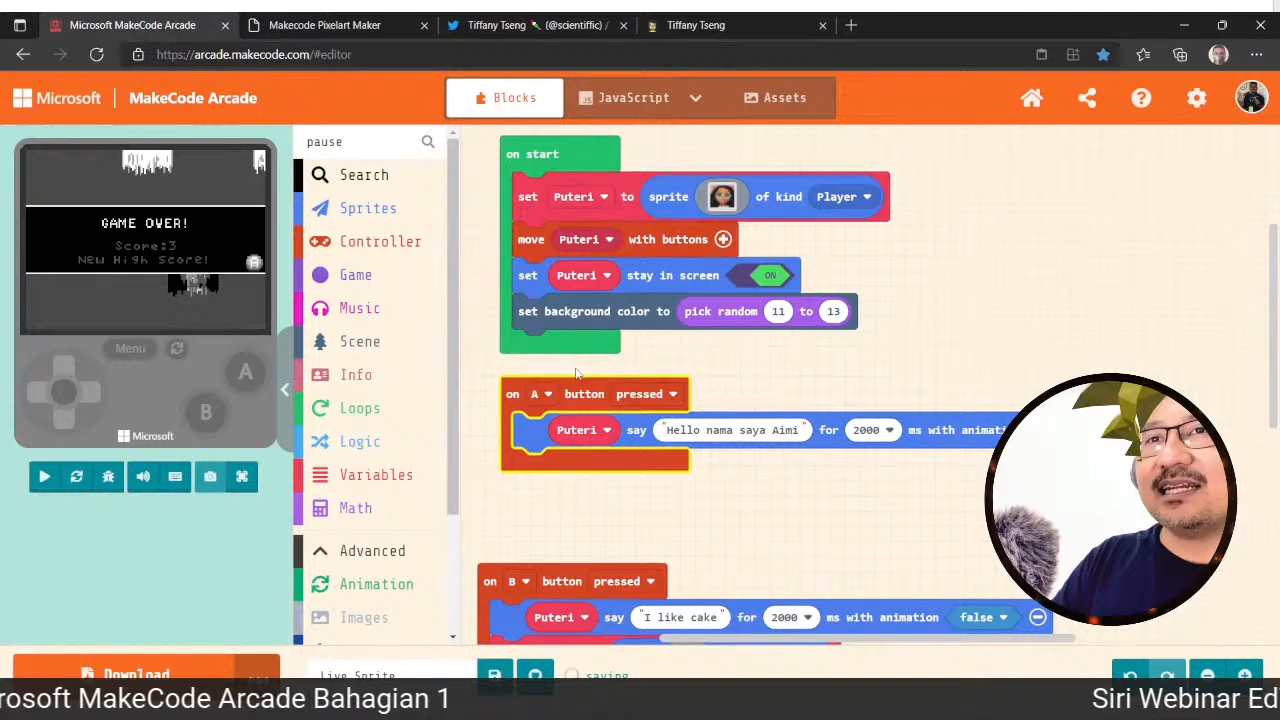 Microsoft MakeCode Arcade
Makecode Pixelart Maker
Tiffany Tseng (@scientiffic) /
Tiffany Tseng
https://arcade.makecode.com/#editor
Microsoft
MakeCode Arcade
Blocks
JavaScript
Assets
GAME OVER!
Score:3
New High Score!
A
Menu
A
B
Microsoft
pause
Search
Sprites
Controller
Game
Music
Scene
Info
Loops
Logic
Variables
Math
Advanced
Animation
Images
on start
set Puteri to sprite of kind Player
move Puteri with buttons
set Puteri stay in screen ON
set background color to pick random 11 to 13
on A button pressed
Puteri say "Hello nama saya Aimi" for 2000 ms with animati
on B button pressed
Puteri say "I like cake" for 2000 ms with animation false
Download
Live Sprite
saving
rosoft MakeCode Arcade Bahagian 1
Siri Webinar Ed